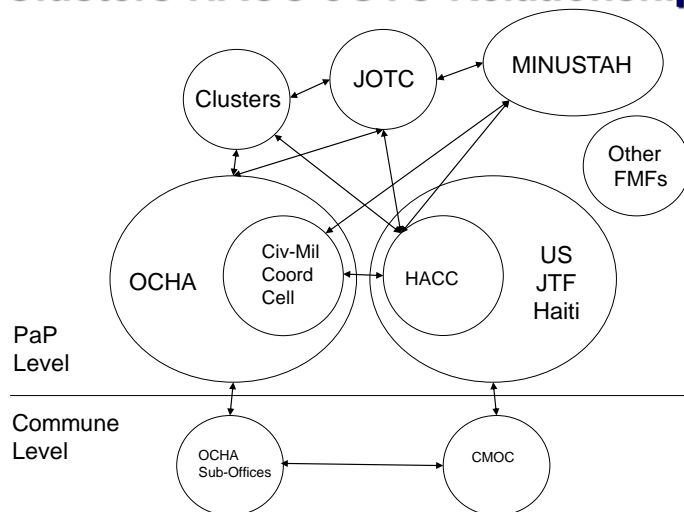 JOTC
MINUSTAH
Clusters
Other
FMFs
OCHA
Civ-Mil
Coord
Cell
HACC
US
JTF
Haiti
PaP
Level
Commune
Level
OCHA
Sub-Offices
CMOC